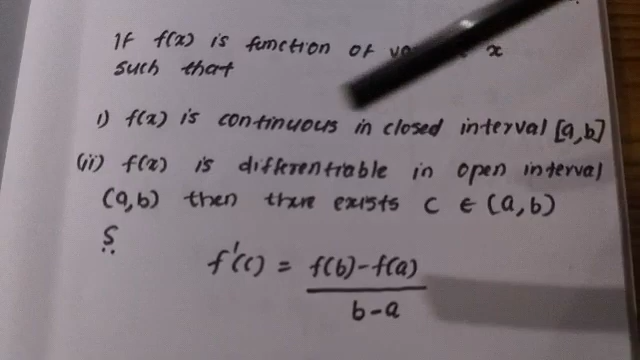 If f(x) is function of x
such that
i) f(x) is continuous in closed interval [a,b]
(ii) f(x) is differentiable in open interval
(a,b) then there exists c ∈ (a,b)
f'(c) = f(b)-f(a)
b-a